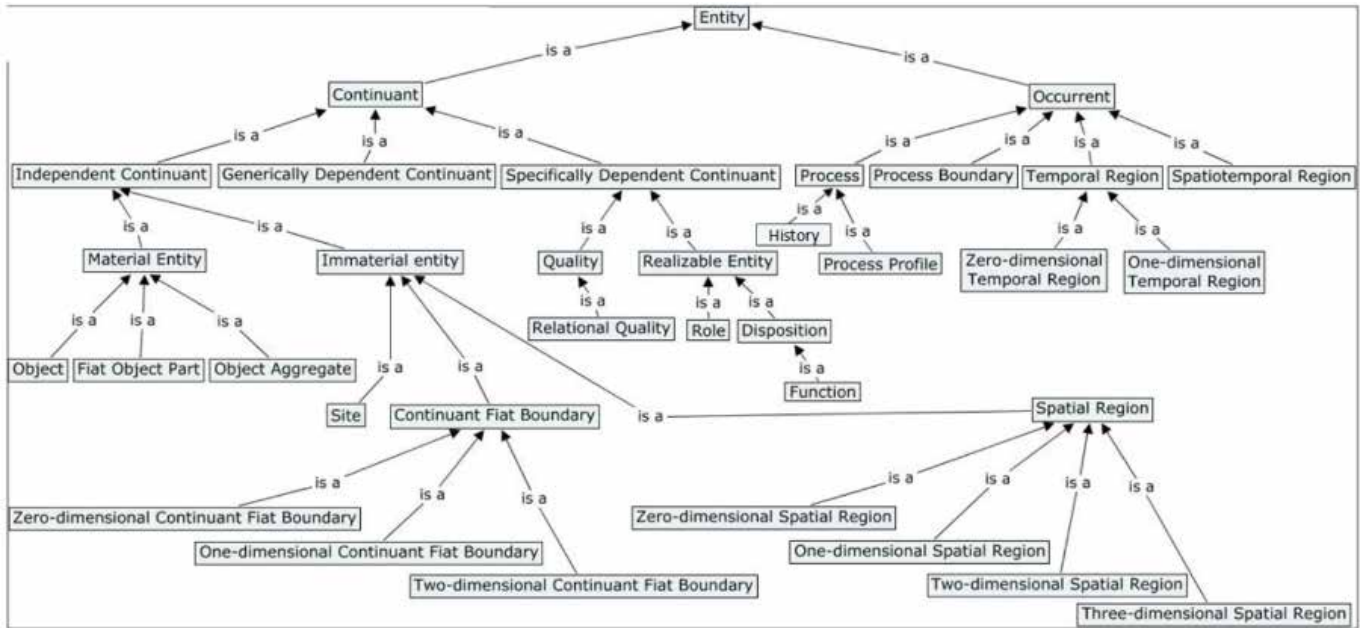 Entity
is a
is a
Continuant
Occurrent
is a
is a
is a
is a
is a
is a
is a
Independent Continuant
Generically Dependent Continuant
Specifically Dependent Continuant
Process
Process Boundary
Temporal Region
Spatiotemporal Region
is a
is a
is a
is a
is a
is a
is a
is a
History
Material Entity
Immaterial entity
Quality
Realizable Entity
Process Profile
Zero-dimensional
Temporal Region
One-dimensional
Temporal Region
is a
is a
is a
is a
is a
is a
Relational Quality
Role
Disposition
Object
Fiat Object Part
Object Aggregate
is a
is a
is a
Function
Site
Continuant Fiat Boundary
is a
Spatial Region
is a
is a
is a
is a
is a
is a
is a
Zero-dimensional Continuant Fiat Boundary
Zero-dimensional Spatial Region
One-dimensional Continuant Fiat Boundary
One-dimensional Spatial Region
Two-dimensional Continuant Fiat Boundary
Two-dimensional Spatial Region
Three-dimensional Spatial Region